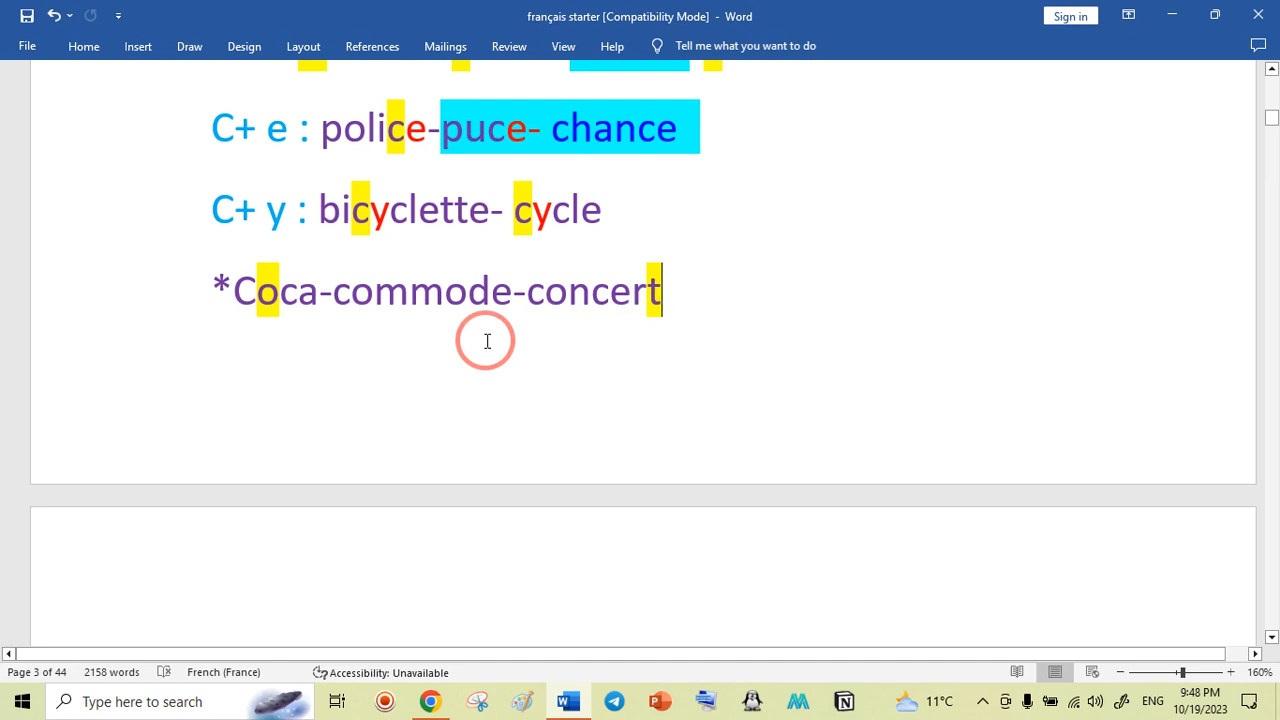 français starter [Compatibility Mode] - Word
Sign in
File Home Insert Draw Design Layout References Mailings Review View Help Tell me what you want to do
C+ e : police-puce- chance
C+ y : bicyclette- cycle
*Coca-commode-concert
Page 3 of 44 2158 words French (France) Accessibility: Unavailable 160%
Type here to search 11°C ENG 9:48 PM
10/19/2023